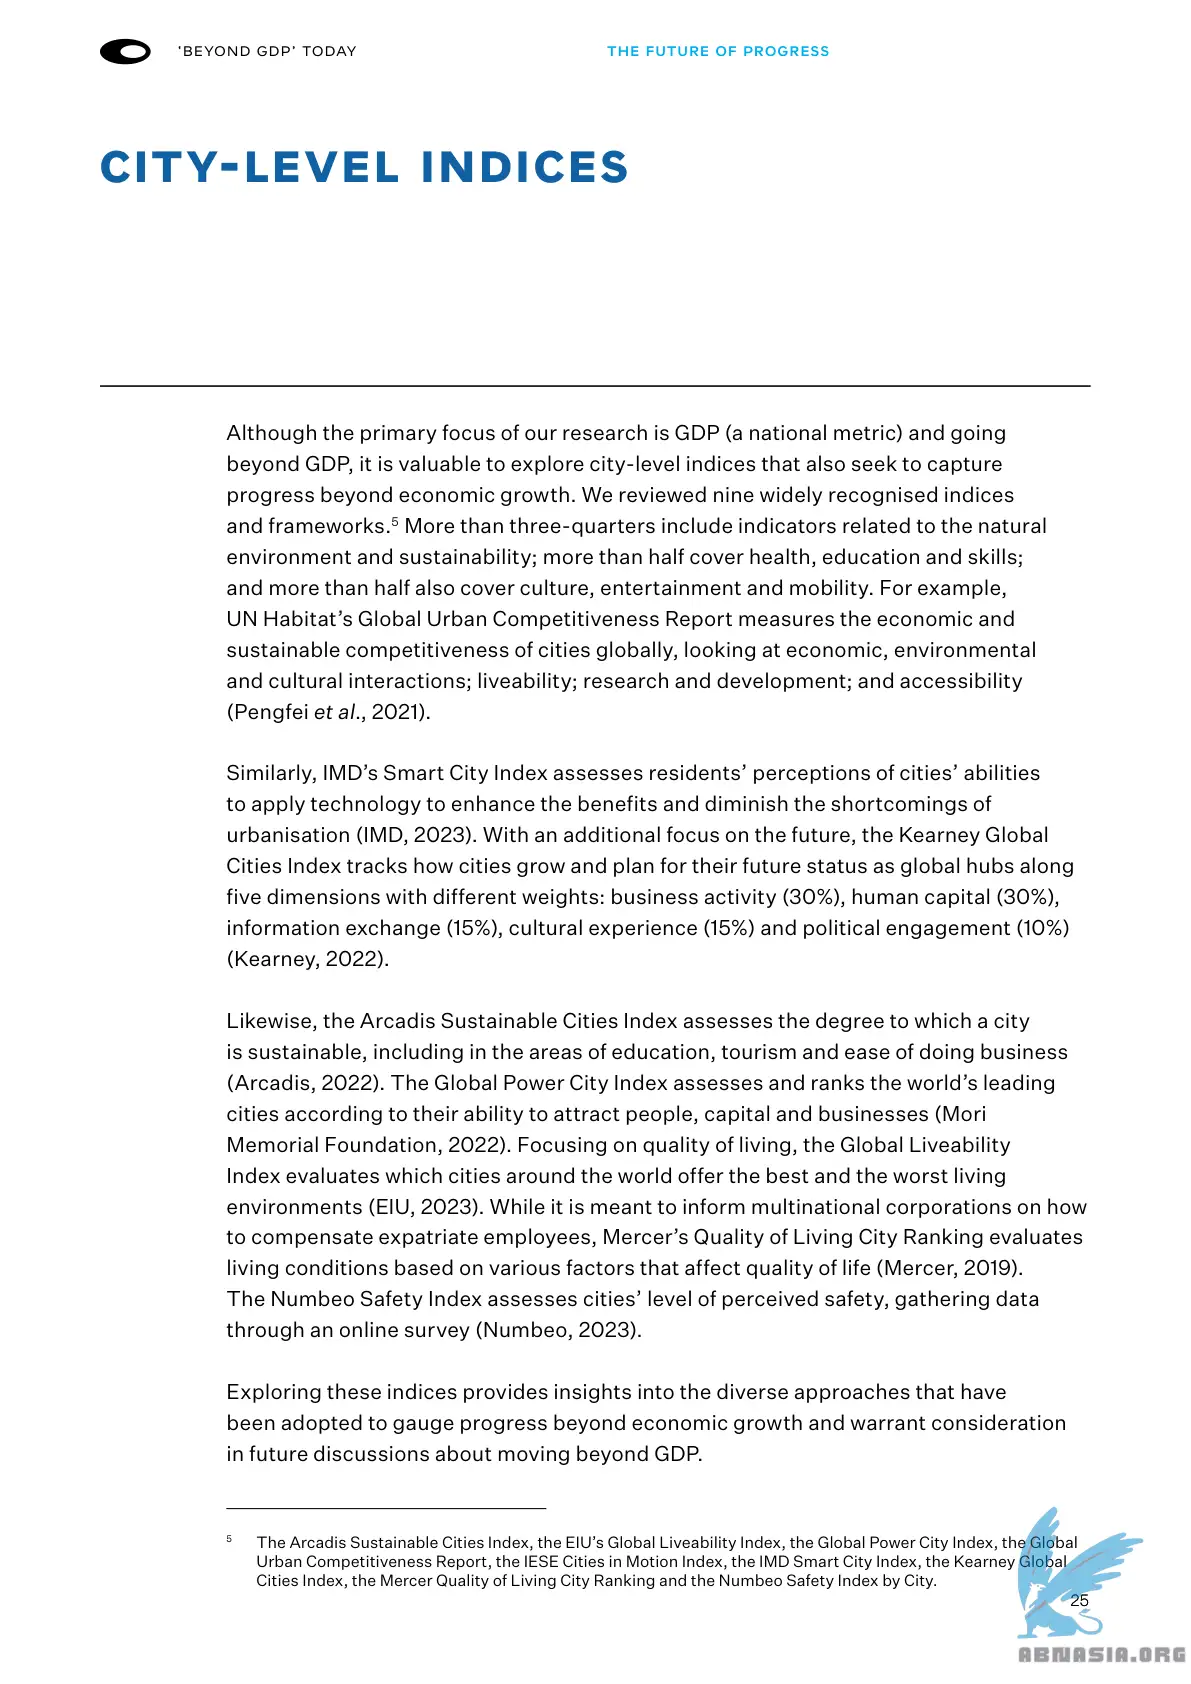 'BEYOND GDP' TODAY
THE FUTURE OF PROGRESS
CITY-LEVEL INDICES
Although the primary focus of our research is GDP (a national metric) and going
beyond GDP, it is valuable to explore city-level indices that also seek to capture
progress beyond economic growth. We reviewed nine widely recognised indices
and frameworks.⁵ More than three-quarters include indicators related to the natural
environment and sustainability; more than half cover health, education and skills;
and more than half also cover culture, entertainment and mobility. For example,
UN Habitat’s Global Urban Competitiveness Report measures the economic and
sustainable competitiveness of cities globally, looking at economic, environmental
and cultural interactions; liveability; research and development; and accessibility
(Pengfei et al., 2021).
Similarly, IMD’s Smart City Index assesses residents’ perceptions of cities’ abilities
to apply technology to enhance the benefits and diminish the shortcomings of
urbanisation (IMD, 2023). With an additional focus on the future, the Kearney Global
Cities Index tracks how cities grow and plan for their future status as global hubs along
five dimensions with different weights: business activity (30%), human capital (30%),
information exchange (15%), cultural experience (15%) and political engagement (10%)
(Kearney, 2022).
Likewise, the Arcadis Sustainable Cities Index assesses the degree to which a city
is sustainable, including in the areas of education, tourism and ease of doing business
(Arcadis, 2022). The Global Power City Index assesses and ranks the world’s leading
cities according to their ability to attract people, capital and businesses (Mori
Memorial Foundation, 2022). Focusing on quality of living, the Global Liveability
Index evaluates which cities around the world offer the best and the worst living
environments (EIU, 2023). While it is meant to inform multinational corporations on how
to compensate expatriate employees, Mercer’s Quality of Living City Ranking evaluates
living conditions based on various factors that affect quality of life (Mercer, 2019).
The Numbeo Safety Index assesses cities’ level of perceived safety, gathering data
through an online survey (Numbeo, 2023).
Exploring these indices provides insights into the diverse approaches that have
been adopted to gauge progress beyond economic growth and warrant consideration
in future discussions about moving beyond GDP.
⁵ The Arcadis Sustainable Cities Index, the EIU’s Global Liveability Index, the Global Power City Index, the Global
Urban Competitiveness Report, the IESE Cities in Motion Index, the IMD Smart City Index, the Kearney Global
Cities Index, the Mercer Quality of Living City Ranking and the Numbeo Safety Index by City.
25
ABNASIA.ORG